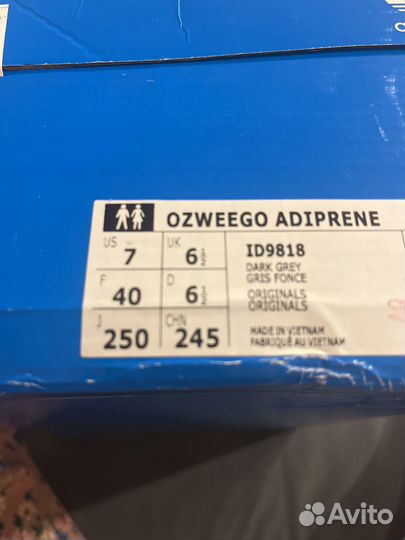 OZWEEGO ADIPRENE
US 7 UK 6½
F 40 D 6½
J 250 CHN 245
ID9818
DARK GREY
GRIS FONCE
ORIGINALS
ORIGINALS
MADE IN VIETNAM
FABRIQUÉ AU VIETNAM
Avito